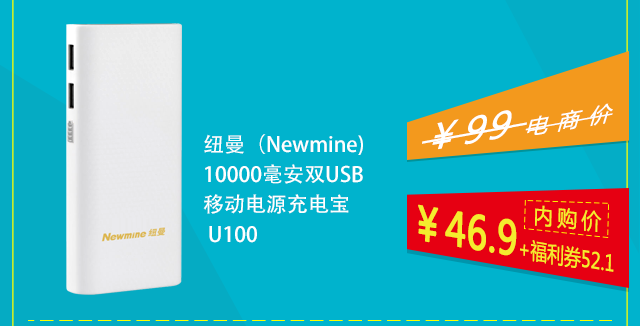 Newmine 纽曼
纽曼（Newmine)
10000毫安双USB
移动电源充电宝
U100
￥99 电商价
￥46.9
内购价
+福利券52.1